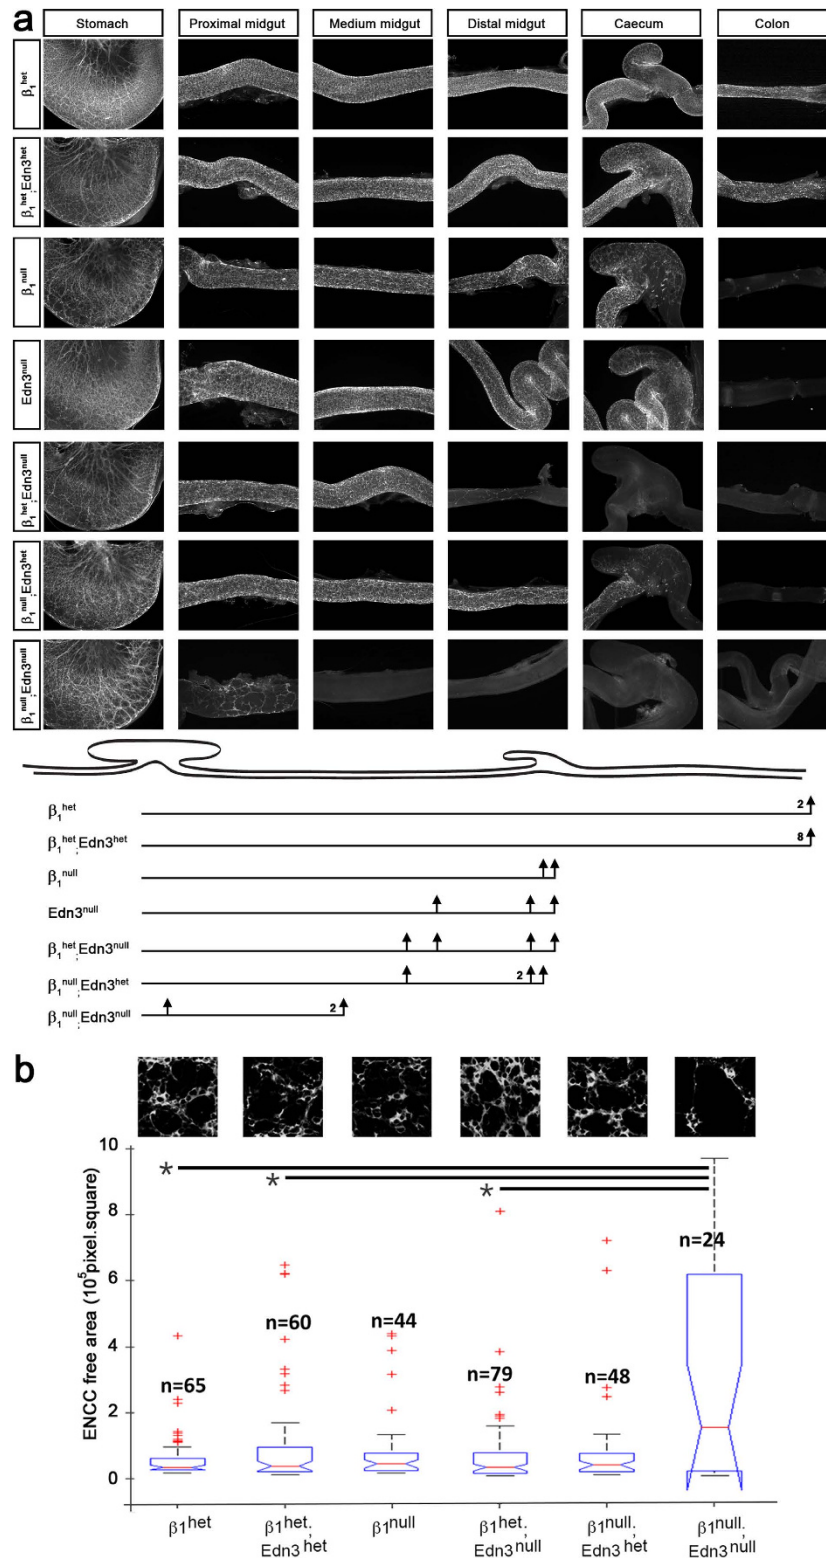 a
Stomach
Proximal midgut
Medium midgut
Distal midgut
Caecum
Colon
β₁ʰᵉᵗ
β₁ʰᵉᵗ;Edn3ʰᵉᵗ
β₁ⁿᵘˡˡ
Edn3ⁿᵘˡˡ
β₁ʰᵉᵗ;Edn3ⁿᵘˡˡ
β₁ⁿᵘˡˡ;Edn3ʰᵉᵗ
β₁ⁿᵘˡˡ;Edn3ⁿᵘˡˡ
β₁ʰᵉᵗ 2
β₁ʰᵉᵗ;Edn3ʰᵉᵗ 8
β₁ⁿᵘˡˡ
Edn3ⁿᵘˡˡ
β₁ʰᵉᵗ;Edn3ⁿᵘˡˡ
β₁ⁿᵘˡˡ;Edn3ʰᵉᵗ 2
β₁ⁿᵘˡˡ;Edn3ⁿᵘˡˡ 2
b
ENCC free area (10⁵pixel.square)
10
8
6
4
2
0
*
*
*
n=65
n=60
n=44
n=79
n=48
n=24
β1ʰᵉᵗ
β1ʰᵉᵗ;
Edn3ʰᵉᵗ
β1ⁿᵘˡˡ
β1ʰᵉᵗ;
Edn3ⁿᵘˡˡ
β1ⁿᵘˡˡ;
Edn3ʰᵉᵗ
β1ⁿᵘˡˡ;
Edn3ⁿᵘˡˡ